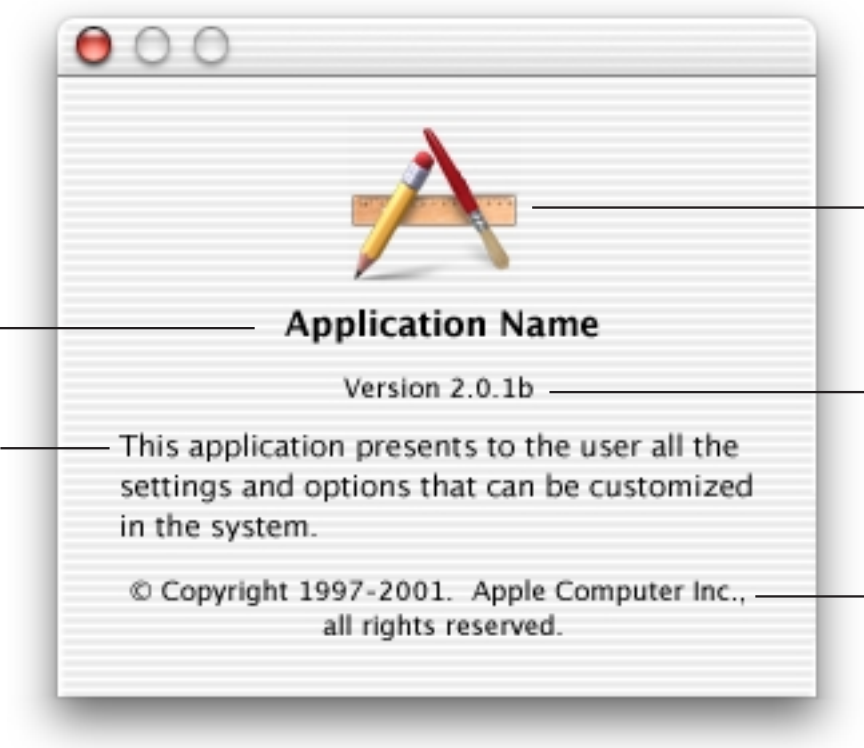 Application Name
Version 2.0.1b
This application presents to the user all the
settings and options that can be customized
in the system.
© Copyright 1997-2001.  Apple Computer Inc.,
all rights reserved.